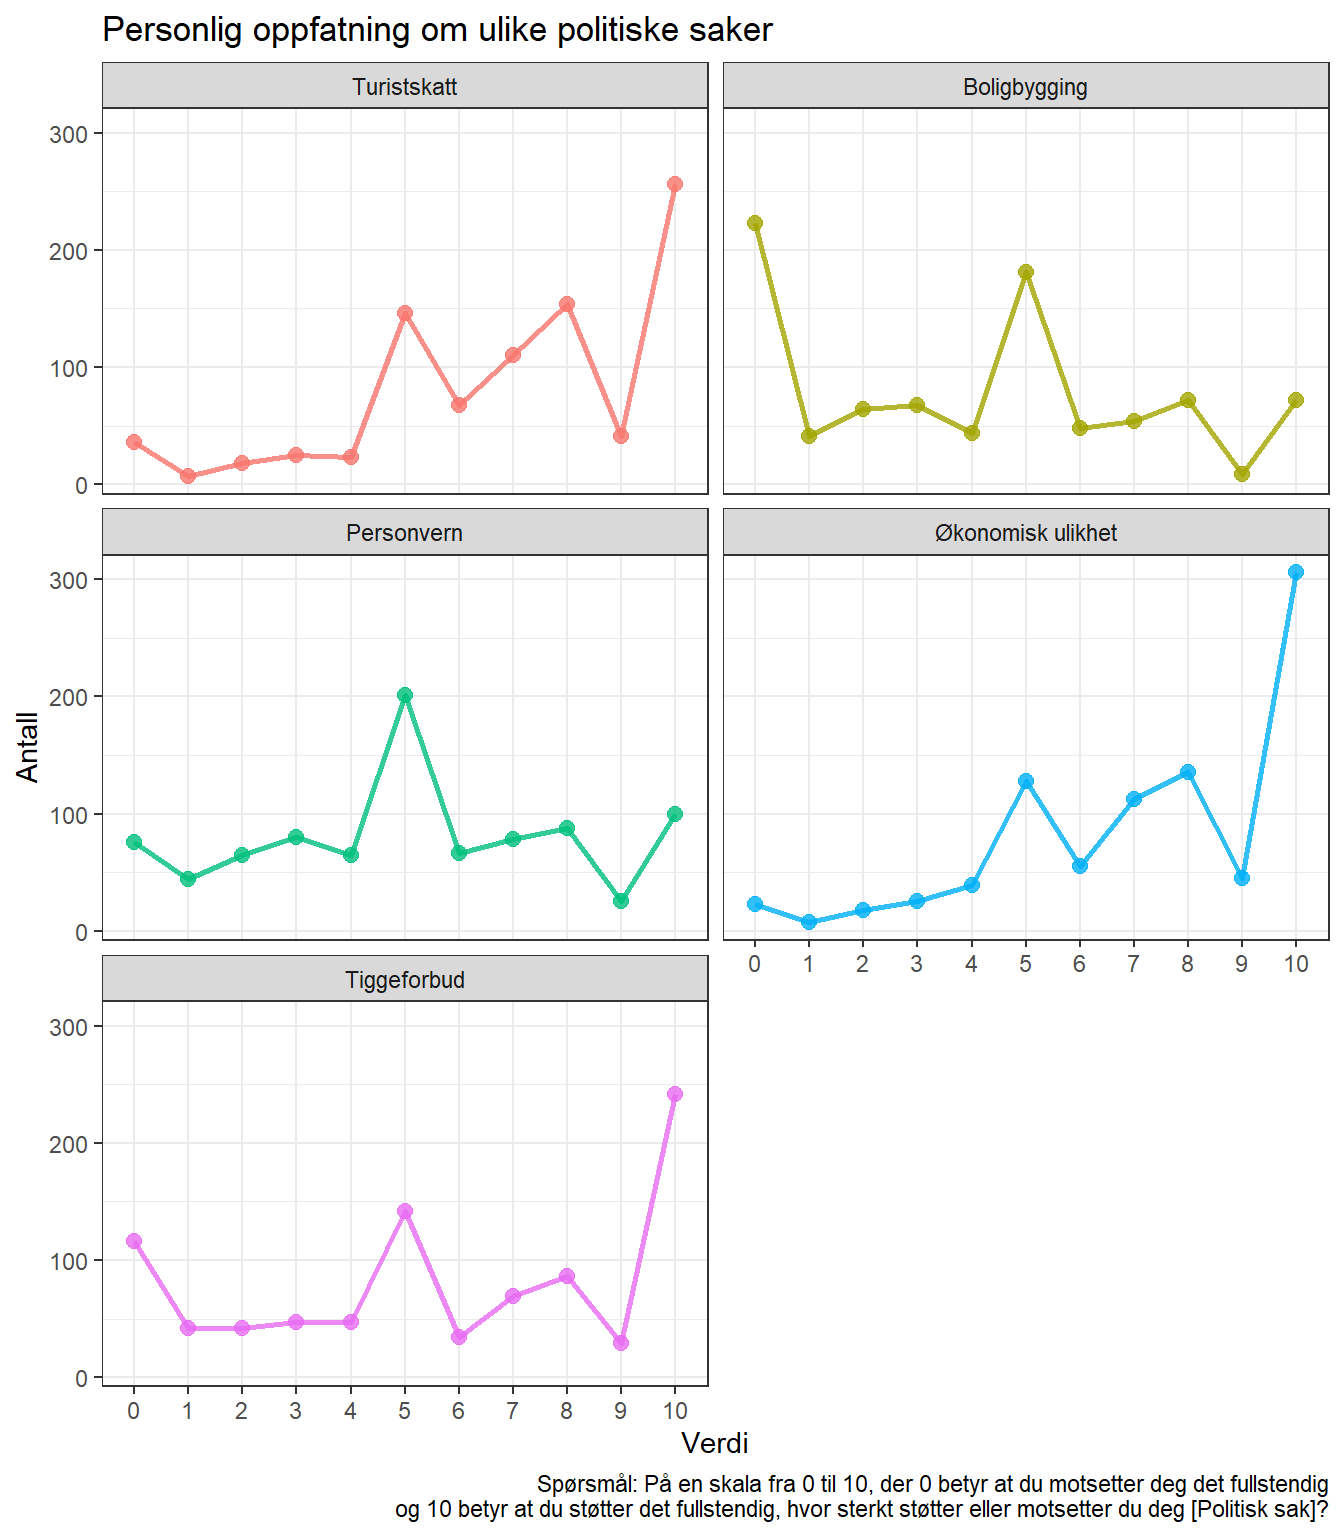 Personlig oppfatning om ulike politiske saker
Turistskatt
Boligbygging
300
200
100
0
Personvern
Økonomisk ulikhet
300
200
100
0
0 1 2 3 4 5 6 7 8 9 10
Tiggeforbud
300
200
100
0
0 1 2 3 4 5 6 7 8 9 10
Antall
Verdi
Spørsmål: På en skala fra 0 til 10, der 0 betyr at du motsetter deg det fullstendig
og 10 betyr at du støtter det fullstendig, hvor sterkt støtter eller motsetter du deg [Politisk sak]?